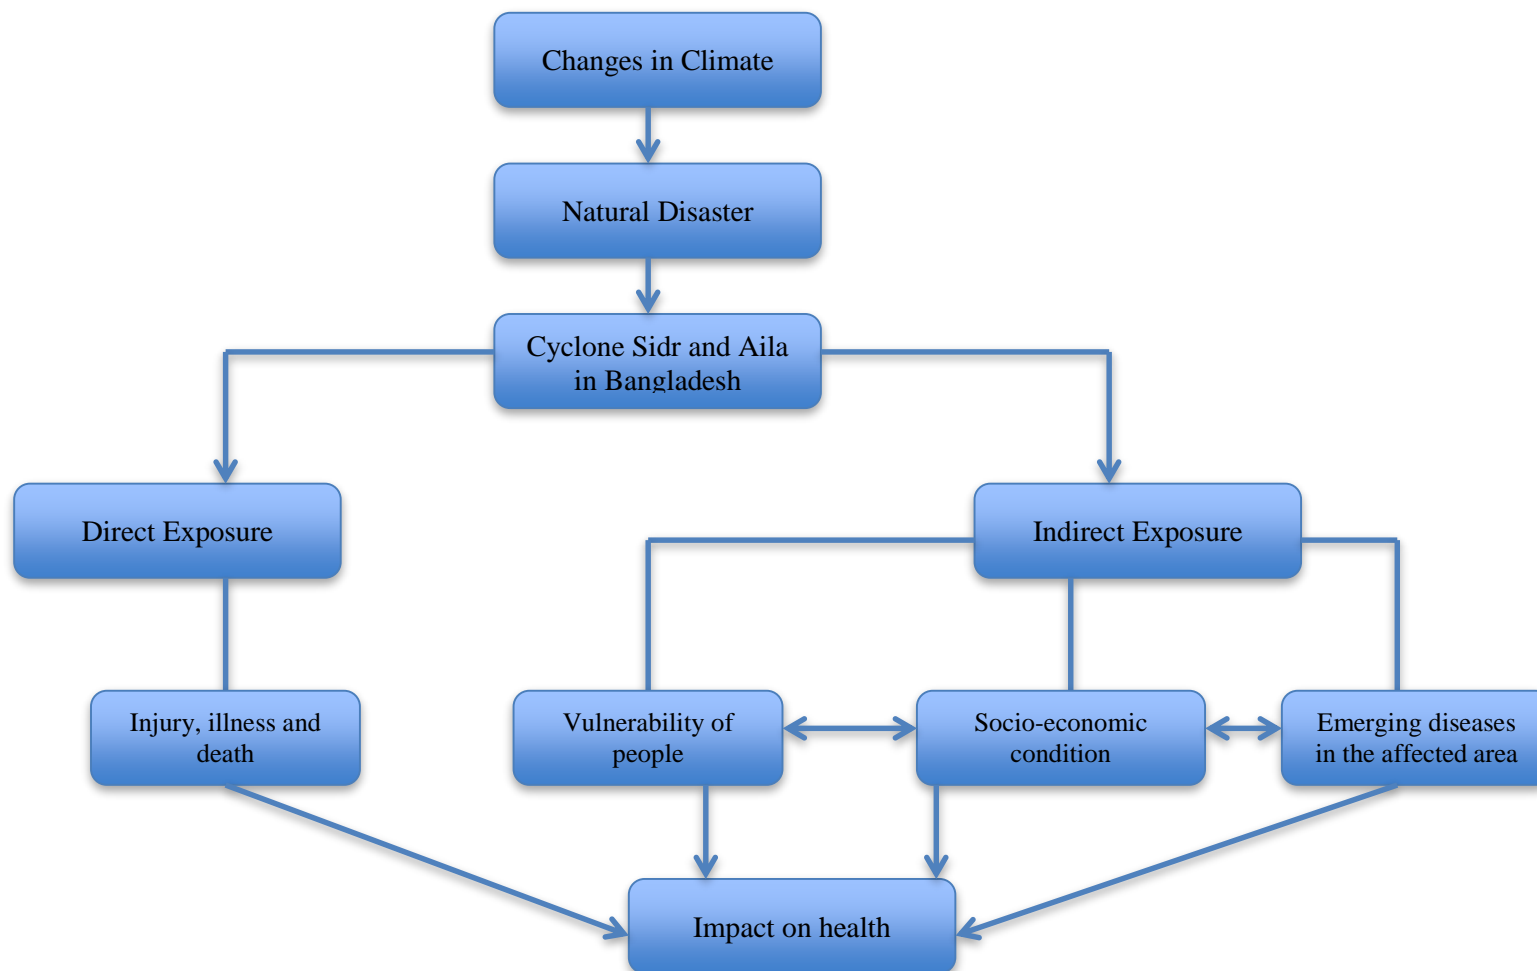 Changes in Climate
Natural Disaster
Cyclone Sidr and Aila
in Bangladesh
Direct Exposure
Indirect Exposure
Injury, illness and
death
Vulnerability of
people
Socio-economic
condition
Emerging diseases
in the affected area
Impact on health